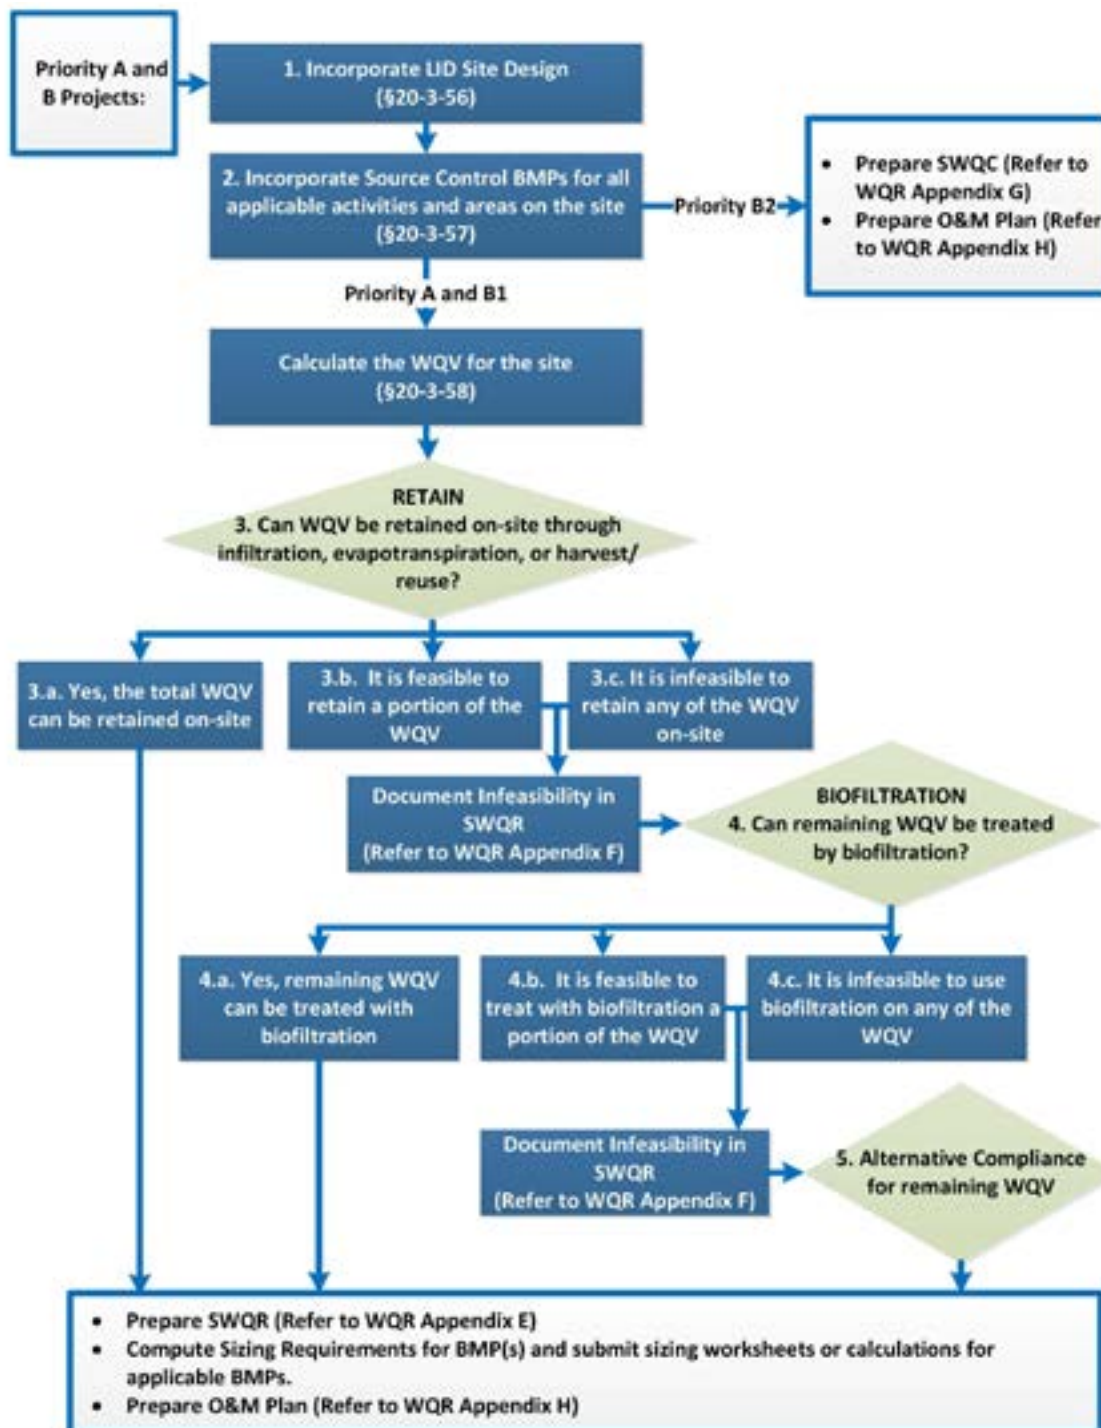 Priority A and
B Projects:
1. Incorporate LID Site Design
(§20-3-56)
2. Incorporate Source Control BMPs for all
applicable activities and areas on the site
(§20-3-57)
Priority B2
• Prepare SWQC (Refer to
WQR Appendix G)
• Prepare O&M Plan (Refer
to WQR Appendix H)
Priority A and B1
Calculate the WQV for the site
(§20-3-58)
RETAIN
3. Can WQV be retained on-site through
infiltration, evapotranspiration, or harvest/
reuse?
3.a. Yes, the total WQV
can be retained on-site
3.b. It is feasible to
retain a portion of the
WQV
3.c. It is infeasible to
retain any of the WQV
on-site
Document Infeasibility in
SWQR
(Refer to WQR Appendix F)
BIOFILTRATION
4. Can remaining WQV be treated
by biofiltration?
4.a. Yes, remaining WQV
can be treated with
biofiltration
4.b. It is feasible to
treat with biofiltration a
portion of the WQV
4.c. It is infeasible to use
biofiltration on any of the
WQV
Document Infeasibility in
SWQR
(Refer to WQR Appendix F)
5. Alternative Compliance
for remaining WQV
• Prepare SWQR (Refer to WQR Appendix E)
• Compute Sizing Requirements for BMP(s) and submit sizing worksheets or calculations for
applicable BMPs.
• Prepare O&M Plan (Refer to WQR Appendix H)